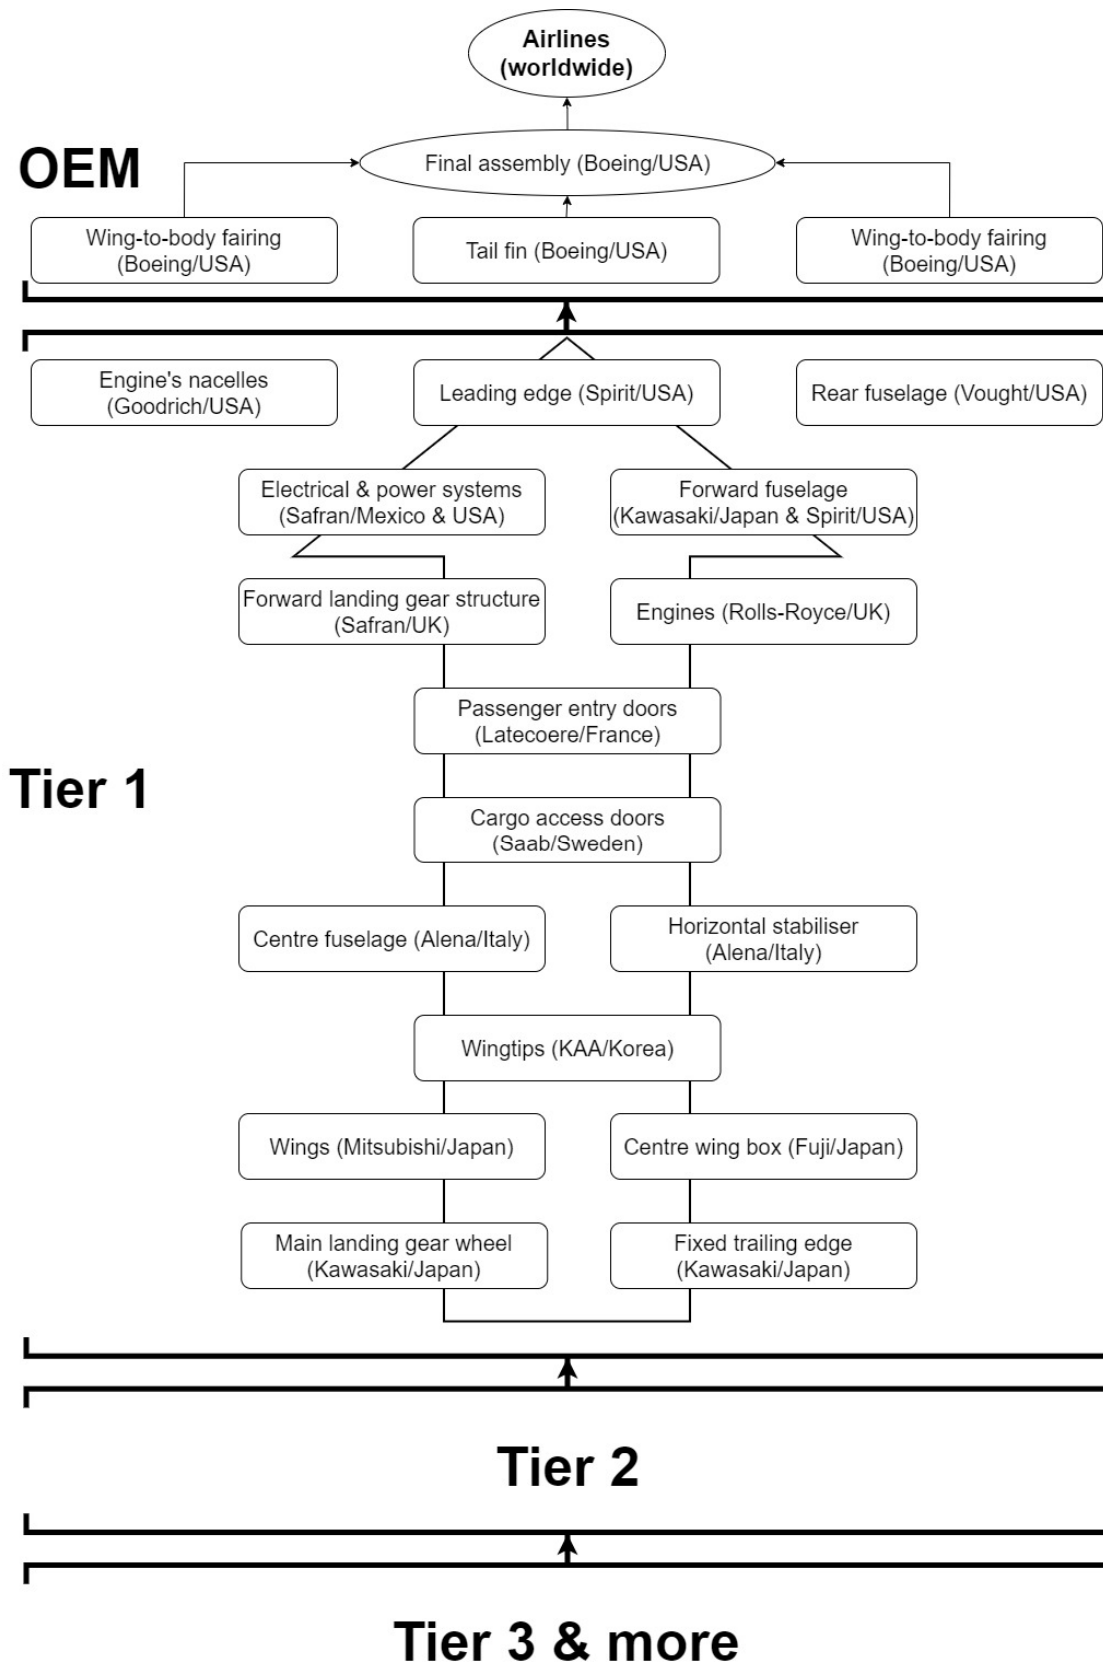 Airlines
(worldwide)
OEM
Final assembly (Boeing/USA)
Wing-to-body fairing
(Boeing/USA)
Tail fin (Boeing/USA)
Wing-to-body fairing
(Boeing/USA)
Engine's nacelles
(Goodrich/USA)
Leading edge (Spirit/USA)
Rear fuselage (Vought/USA)
Electrical & power systems
(Safran/Mexico & USA)
Forward fuselage
(Kawasaki/Japan & Spirit/USA)
Forward landing gear structure
(Safran/UK)
Engines (Rolls-Royce/UK)
Passenger entry doors
(Latecoere/France)
Tier 1
Cargo access doors
(Saab/Sweden)
Centre fuselage (Alena/Italy)
Horizontal stabiliser
(Alena/Italy)
Wingtips (KAA/Korea)
Wings (Mitsubishi/Japan)
Centre wing box (Fuji/Japan)
Main landing gear wheel
(Kawasaki/Japan)
Fixed trailing edge
(Kawasaki/Japan)
Tier 2
Tier 3 & more